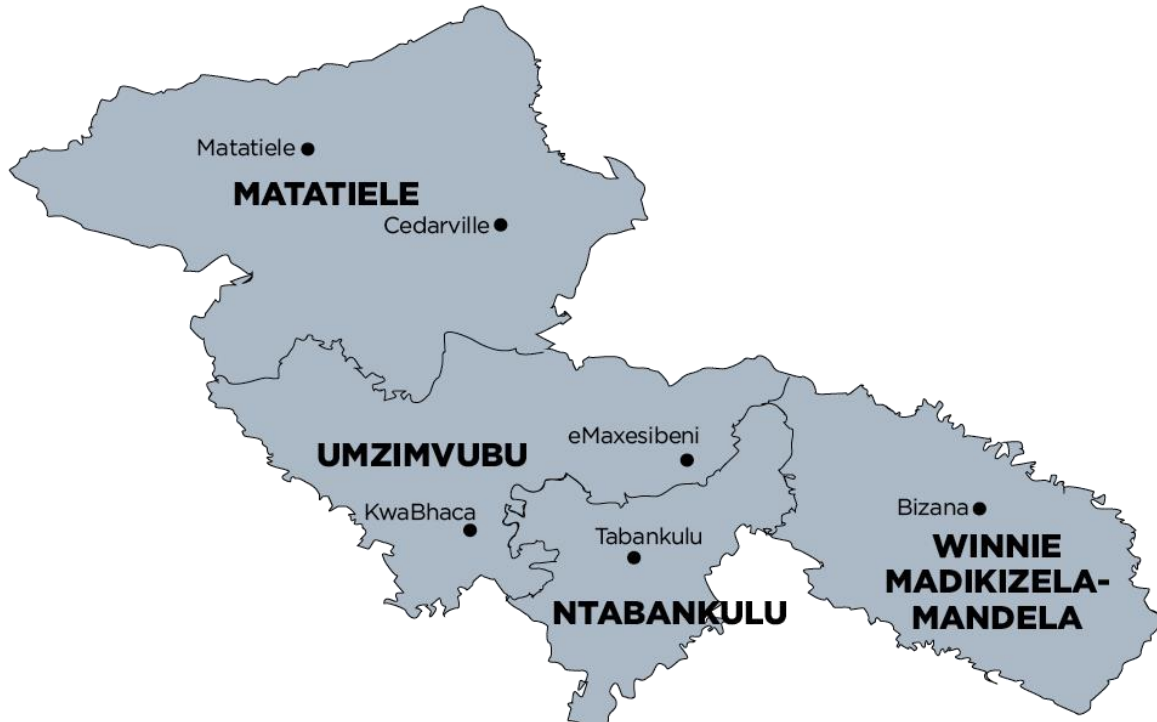 Matatiele
MATATIELE
Cedarville
eMaxesibeni
UMZIMVUBU
KwaBhaca
Tabankulu
NTABANKULU
Bizana
WINNIE
MADIKIZELA-
MANDELA